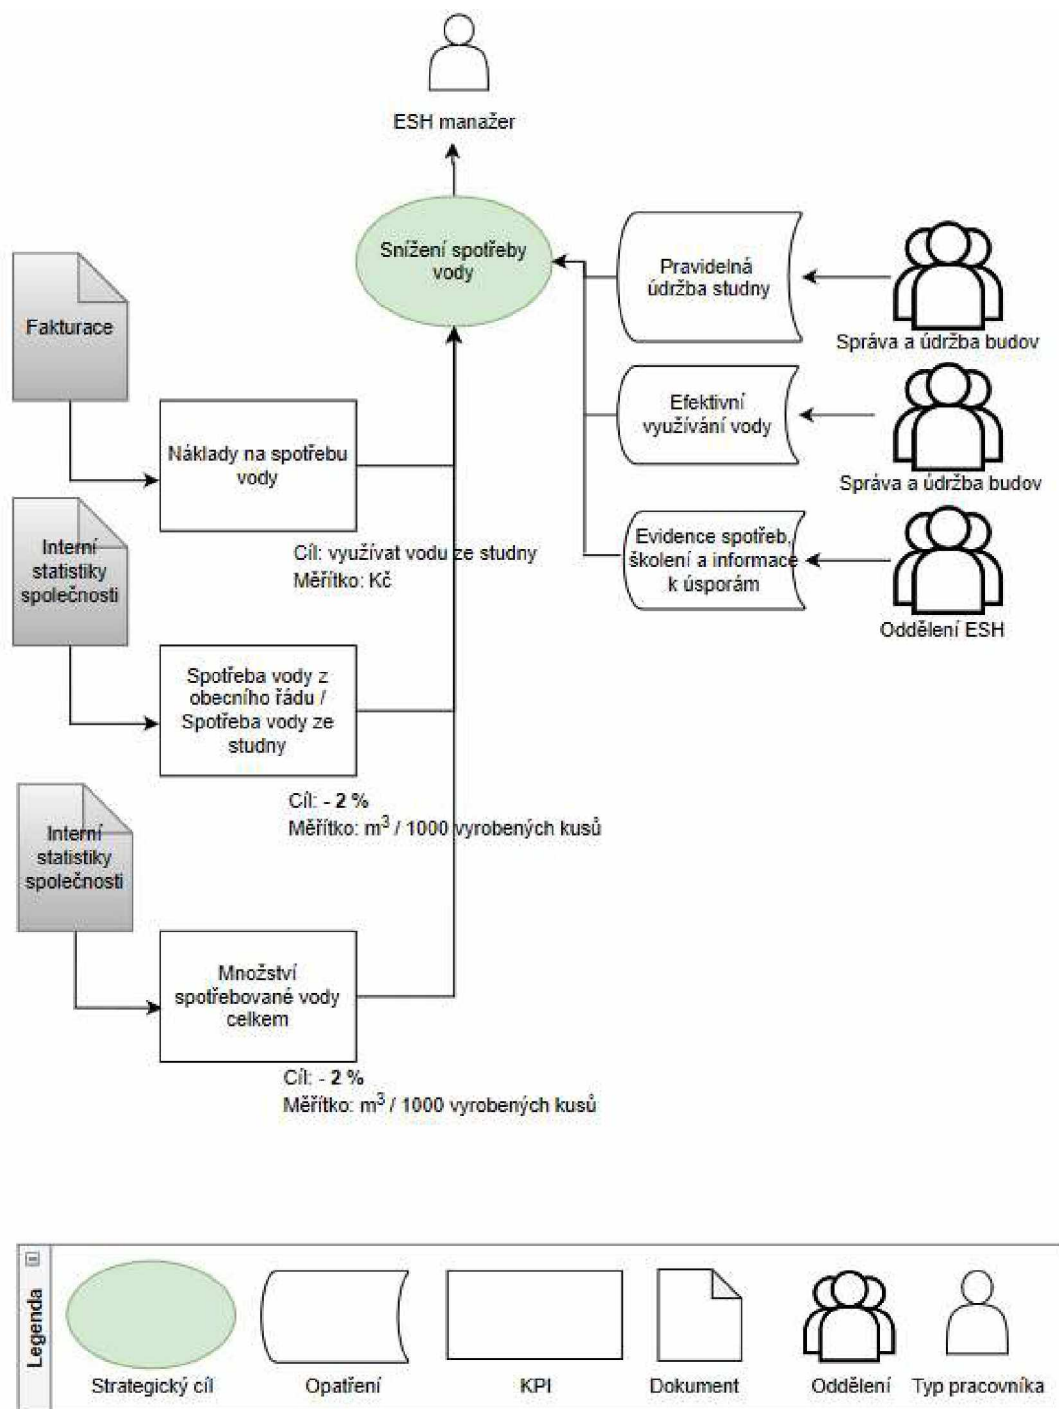 ESH manažer
Snížení spotřeby
vody
Pravidelná
údržba studny
Správa a údržba budov
Fakturace
Efektivní
využívání vody
Správa a údržba budov
Náklady na spotřebu
vody
Cíl: využívat vodu ze studny
Měřítko: Kč
Evidence spotřeb,
školení a informace
k úsporám
Oddělení ESH
Interní
statistiky
společnosti
Spotřeba vody z
obecního řádu /
Spotřeba vody ze
studny
Cíl: - 2 %
Měřítko: m³ / 1000 vyrobených kusů
Interní
statistiky
společnosti
Množství
spotřebované vody
celkem
Cíl: - 2 %
Měřítko: m³ / 1000 vyrobených kusů
Legenda
Strategický cíl
Opatření
KPI
Dokument
Oddělení
Typ pracovníka